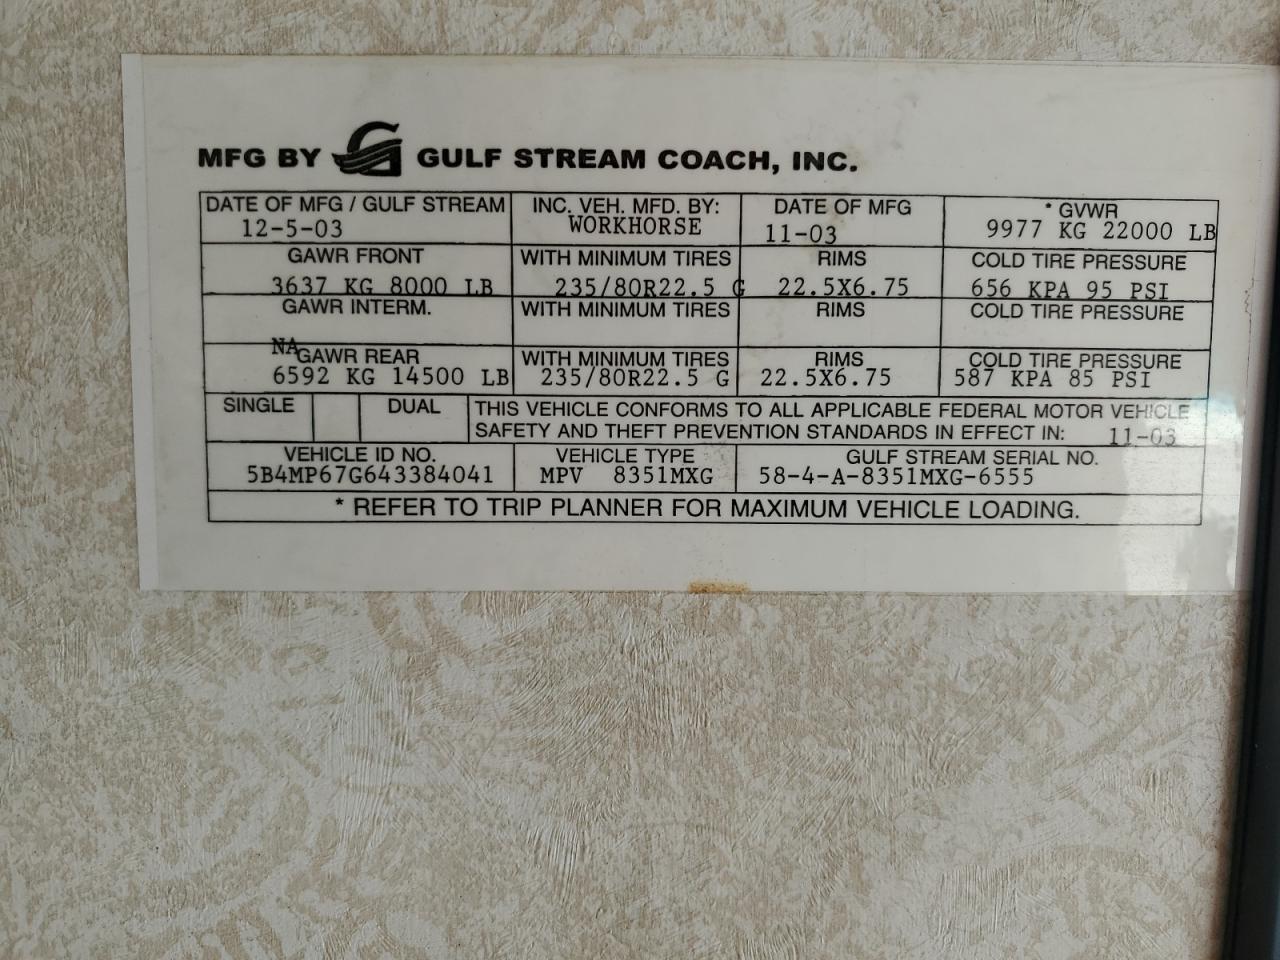 MFG BY GULF STREAM COACH, INC.
DATE OF MFG / GULF STREAM INC. VEH. MFD. BY: DATE OF MFG * GVWR
12-5-03 WORKHORSE 11-03 9977 KG 22000 LB
GAWR FRONT WITH MINIMUM TIRES RIMS COLD TIRE PRESSURE
3637 KG 8000 LB 235/80R22.5 G 22.5X6.75 656 KPA 95 PSI
GAWR INTERM. WITH MINIMUM TIRES RIMS COLD TIRE PRESSURE
NA
GAWR REAR WITH MINIMUM TIRES RIMS COLD TIRE PRESSURE
6592 KG 14500 LB 235/80R22.5 G 22.5X6.75 587 KPA 85 PSI
SINGLE DUAL THIS VEHICLE CONFORMS TO ALL APPLICABLE FEDERAL MOTOR VEHICLE
SAFETY AND THEFT PREVENTION STANDARDS IN EFFECT IN: 11-03
VEHICLE ID NO. VEHICLE TYPE GULF STREAM SERIAL NO.
5B4MP67G643384041 MPV 8351MXG 58-4-A-8351MXG-6555
* REFER TO TRIP PLANNER FOR MAXIMUM VEHICLE LOADING.